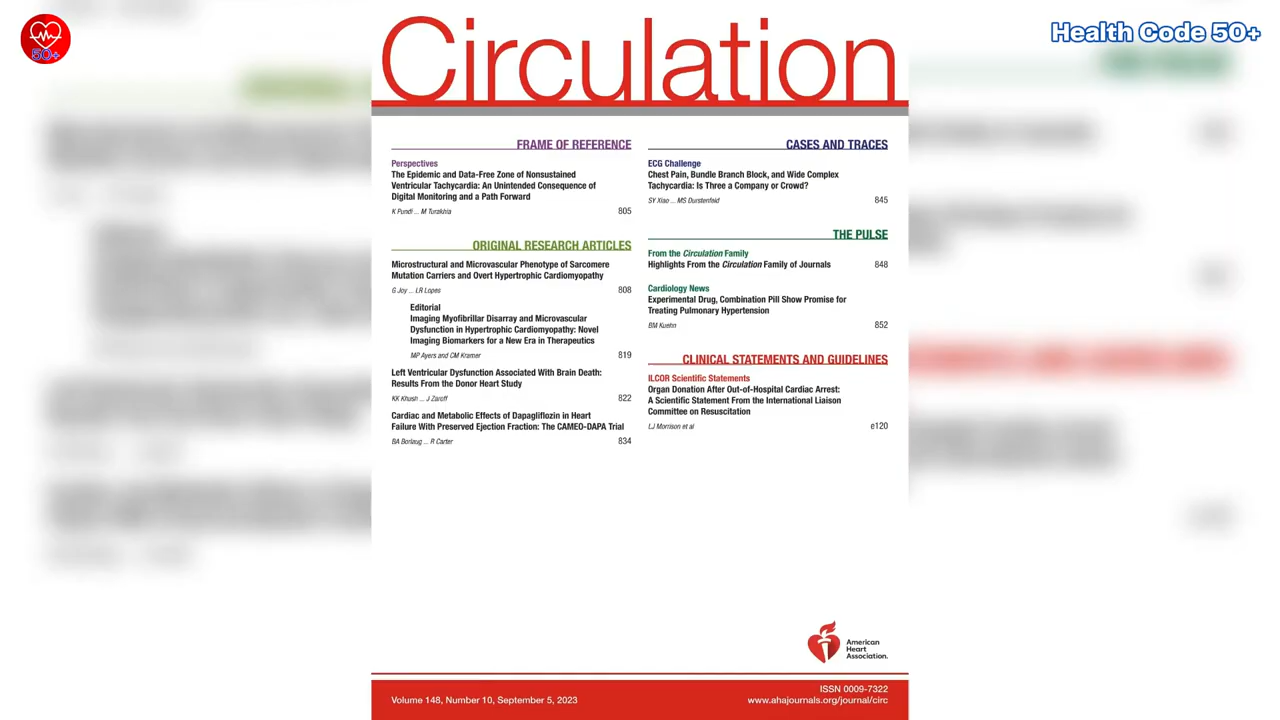 50+
Health Code 50+
Circulation
FRAME OF REFERENCE
Perspectives
The Epidemic and Data-Free Zone of Nonsustained
Ventricular Tachycardia: An Unintended Consequence of
Digital Monitoring and a Path Forward
K Pundi ... M Turakhia 805
ORIGINAL RESEARCH ARTICLES
Microstructural and Microvascular Phenotype of Sarcomere
Mutation Carriers and Overt Hypertrophic Cardiomyopathy
G Joy ... LR Lopes 808
Editorial
Imaging Myofibrillar Disarray and Microvascular
Dysfunction in Hypertrophic Cardiomyopathy: Novel
Imaging Biomarkers for a New Era in Therapeutics
MP Ayers and CM Kramer 819
Left Ventricular Dysfunction Associated With Brain Death:
Results From the Donor Heart Study
KK Khush ... J Zaroff 822
Cardiac and Metabolic Effects of Dapagliflozin in Heart
Failure With Preserved Ejection Fraction: The CAMEO-DAPA Trial
BA Borlaug ... R Carter 834
CASES AND TRACES
ECG Challenge
Chest Pain, Bundle Branch Block, and Wide Complex
Tachycardia: Is Three a Company or Crowd?
SY Xiao ... MS Durstenfeld 845
THE PULSE
From the Circulation Family
Highlights From the Circulation Family of Journals 848
Cardiology News
Experimental Drug, Combination Pill Show Promise for
Treating Pulmonary Hypertension
BM Kuehn 852
CLINICAL STATEMENTS AND GUIDELINES
ILCOR Scientific Statements
Organ Donation After Out-of-Hospital Cardiac Arrest:
A Scientific Statement From the International Liaison
Committee on Resuscitation
LJ Morrison et al e120
American
Heart
Association.
Volume 148, Number 10, September 5, 2023
ISSN 0009-7322
www.ahajournals.org/journal/circ